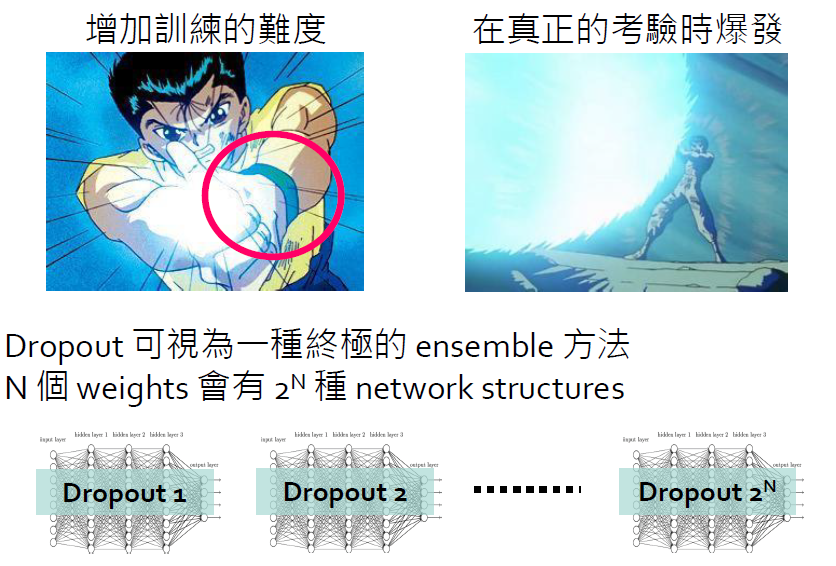 增加訓練的難度
在真正的考驗時爆發
Dropout 可視為一種終極的 ensemble 方法
N 個 weights 會有 2ᴺ 種 network structures
input layer
hidden layer 1 hidden layer 2 hidden layer 3
output layer
Dropout 1
input layer
hidden layer 1 hidden layer 2 hidden layer 3
output layer
Dropout 2
input layer
hidden layer 1 hidden layer 2 hidden layer 3
output layer
Dropout 2ᴺ